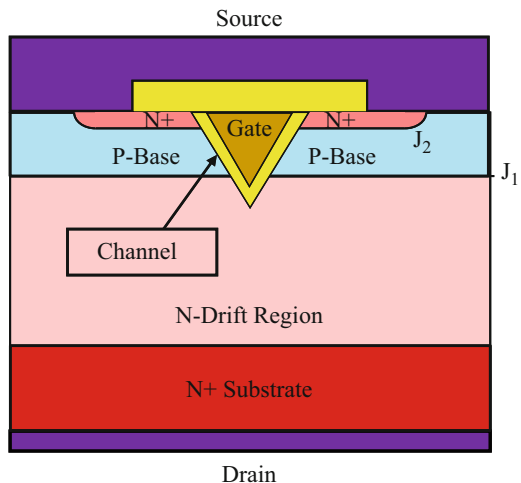 Source
N+
Gate
N+
P-Base
P-Base
J2
J1
Channel
N-Drift Region
N+ Substrate
Drain